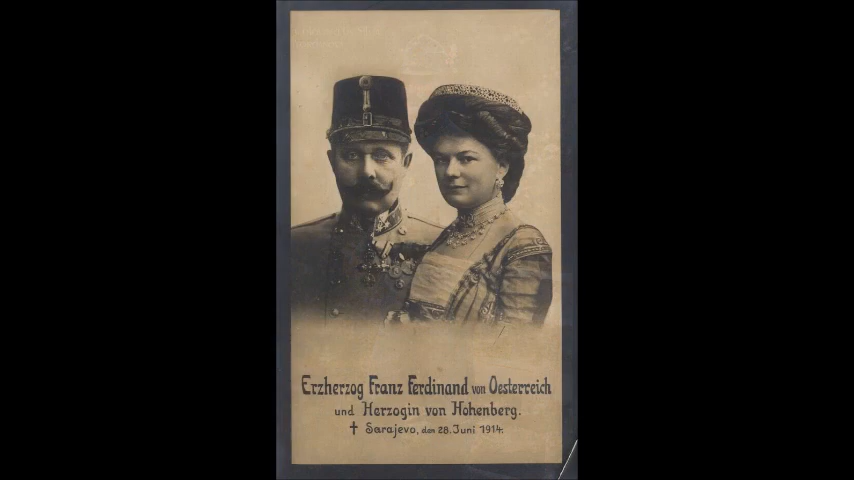 Erzherzog Franz Ferdinand von Oesterreich
und Herzogin von Hohenberg.
✝ Sarajevo, den 28. Juni 1914.